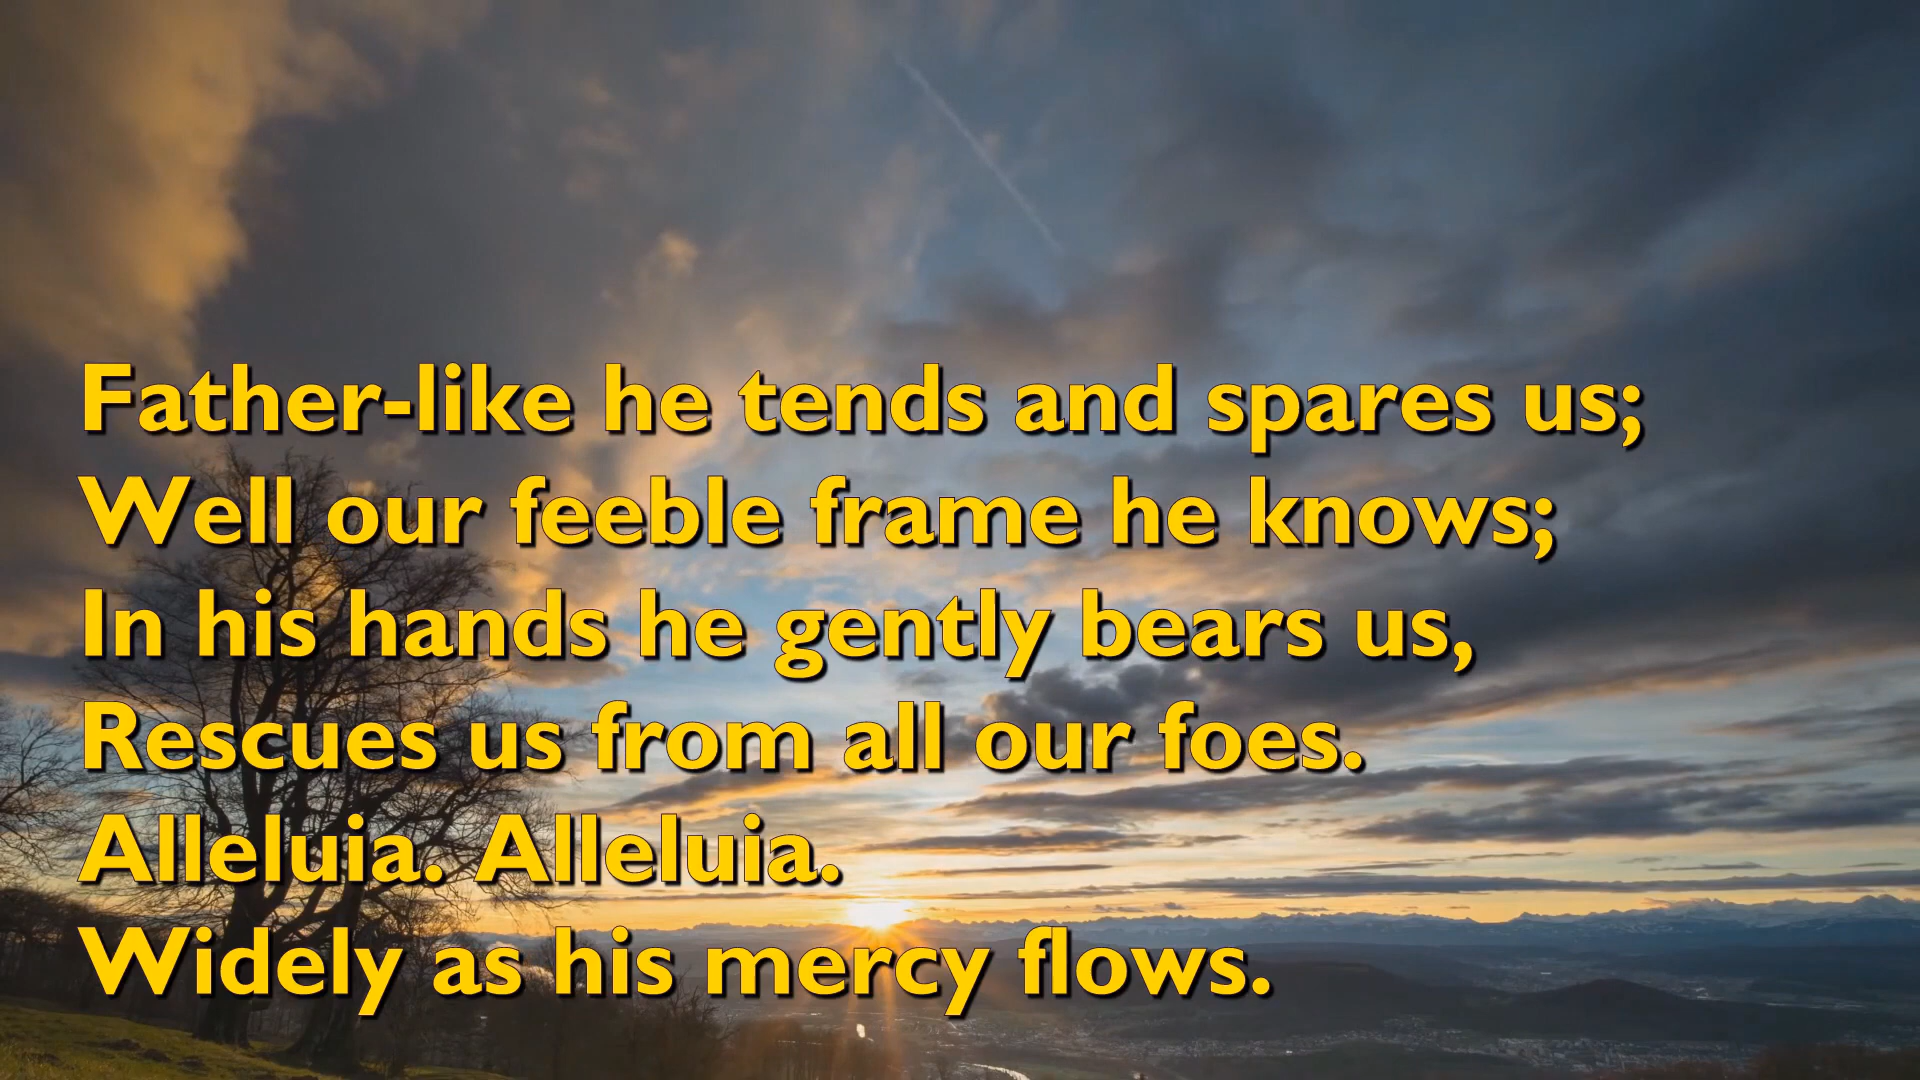 Father-like he tends and spares us;
Well our feeble frame he knows;
In his hands he gently bears us,
Rescues us from all our foes.
Alleluia. Alleluia.
Widely as his mercy flows.